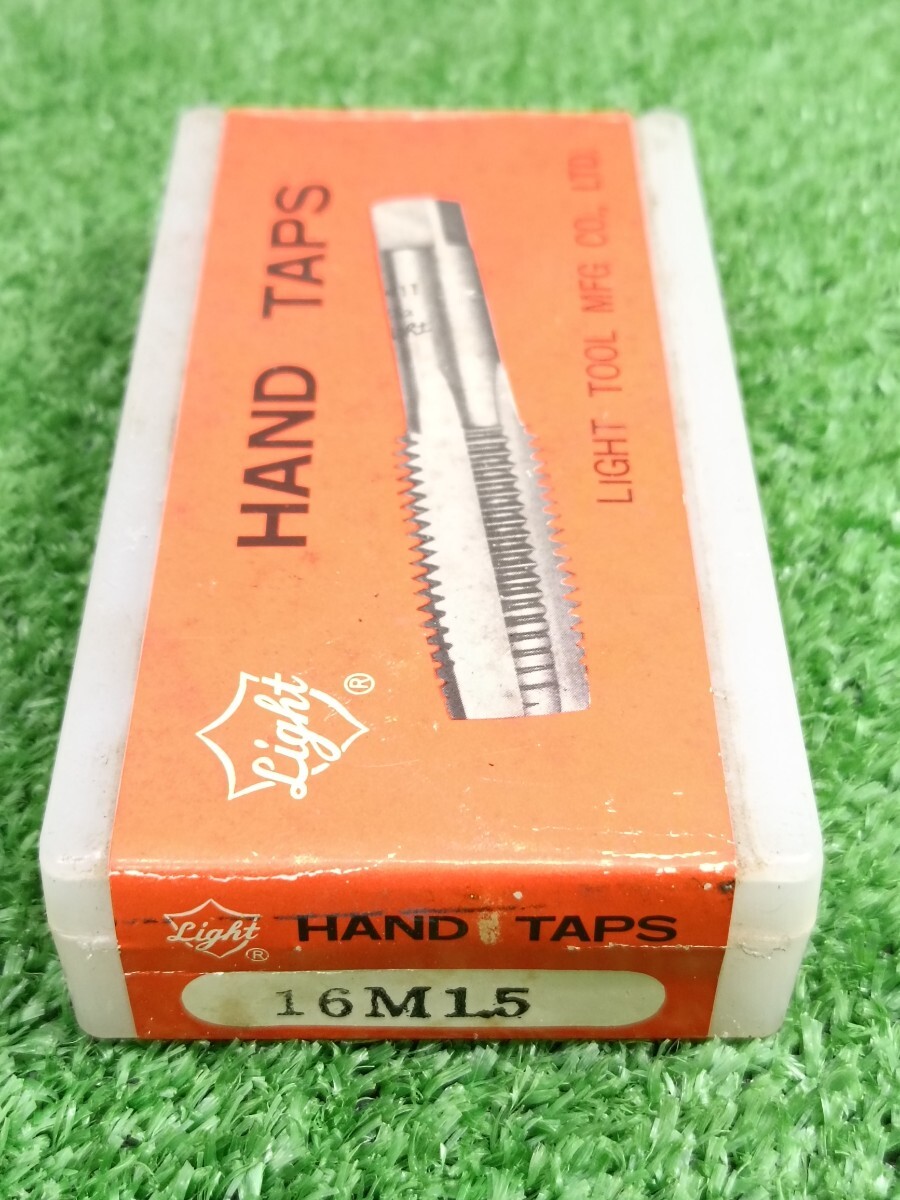 HAND TAPS
LIGHT TOOL MFG CO., LTD.
Light ®
Light ® HAND TAPS
16M1.5